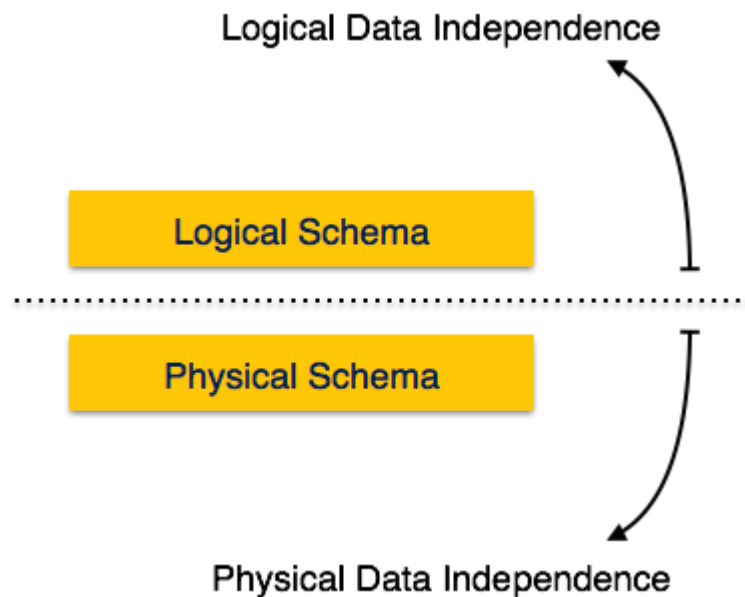 Logical Data Independence
Logical Schema
Physical Schema
Physical Data Independence